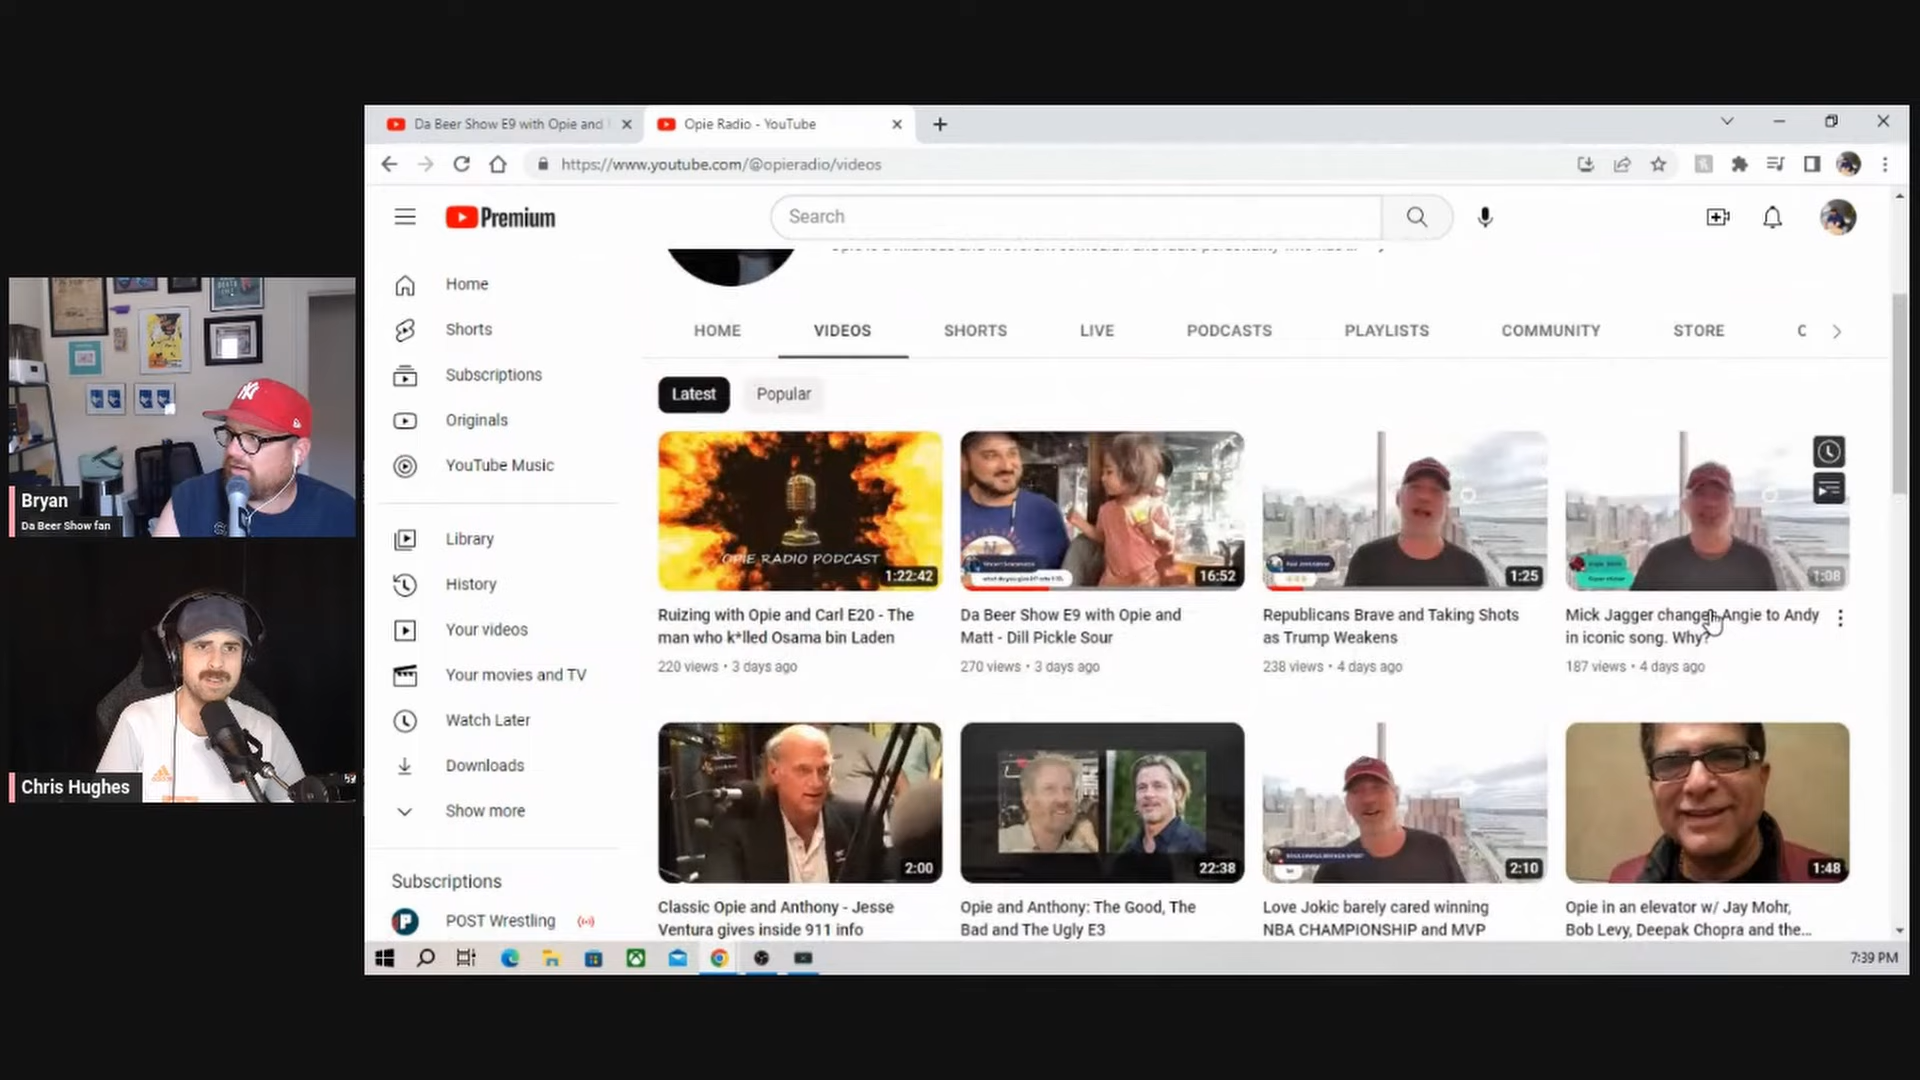 Da Beer Show E9 with Opie and
Opie Radio - YouTube
https://www.youtube.com/@opieradio/videos
Premium
Search
Home
Shorts
Subscriptions
Originals
YouTube Music
Library
History
Your videos
Your movies and TV
Watch Later
Downloads
Show more
Subscriptions
POST Wrestling
HOME VIDEOS SHORTS LIVE PODCASTS PLAYLISTS COMMUNITY STORE C
Latest Popular
OPIE RADIO PODCAST
1:22:42
16:52
1:25
1:08
Ruizing with Opie and Carl E20 - The
man who k*lled Osama bin Laden
220 views • 3 days ago
Da Beer Show E9 with Opie and
Matt - Dill Pickle Sour
270 views • 3 days ago
Republicans Brave and Taking Shots
as Trump Weakens
238 views • 4 days ago
Mick Jagger changes Angie to Andy
in iconic song. Why?
187 views • 4 days ago
2:00
22:38
2:10
1:48
Classic Opie and Anthony - Jesse
Ventura gives inside 911 info
Opie and Anthony: The Good, The
Bad and The Ugly E3
Love Jokic barely cared winning
NBA CHAMPIONSHIP and MVP
Opie in an elevator w/ Jay Mohr,
Bob Levy, Deepak Chopra and the...
7:39 PM
Bryan
Da Beer Show fan
Chris Hughes